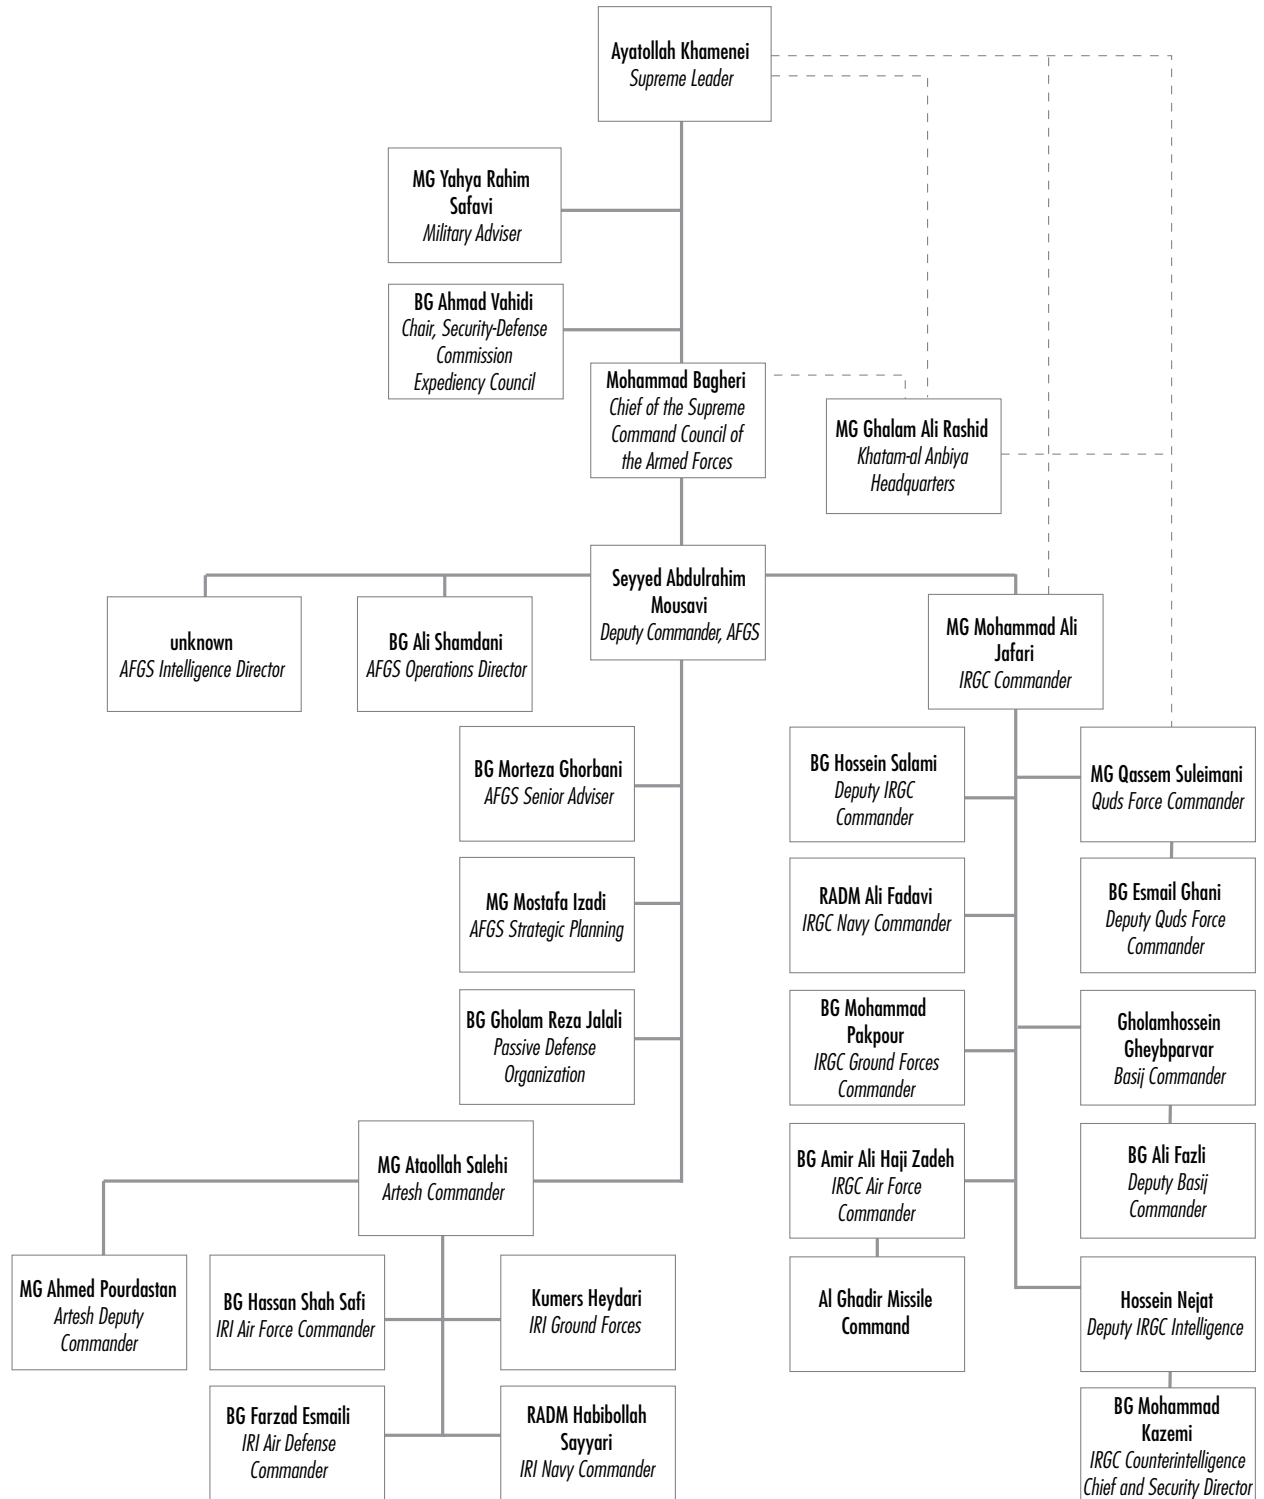 Ayatollah Khamenei
Supreme Leader
MG Yahya Rahim
Safavi
Military Adviser
BG Ahmad Vahidi
Chair, Security-Defense
Commission
Expediency Council
Mohammad Bagheri
Chief of the Supreme
Command Council of
the Armed Forces
MG Ghalam Ali Rashid
Khatam-al Anbiya
Headquarters
Seyyed Abdulrahim
Mousavi
Deputy Commander, AFGS
unknown
AFGS Intelligence Director
BG Ali Shamdani
AFGS Operations Director
MG Mohammad Ali
Jafari
IRGC Commander
BG Morteza Ghorbani
AFGS Senior Adviser
MG Mostafa Izadi
AFGS Strategic Planning
BG Gholam Reza Jalali
Passive Defense
Organization
BG Hossein Salami
Deputy IRGC
Commander
MG Qassem Suleimani
Quds Force Commander
RADM Ali Fadavi
IRGC Navy Commander
BG Esmail Ghani
Deputy Quds Force
Commander
BG Mohammad
Pakpour
IRGC Ground Forces
Commander
Gholamhossein
Gheybparvar
Basij Commander
BG Amir Ali Haji Zadeh
IRGC Air Force
Commander
BG Ali Fazli
Deputy Basij
Commander
Al Ghadir Missile
Command
Hossein Nejat
Deputy IRGC Intelligence
BG Mohammad
Kazemi
IRGC Counterintelligence
Chief and Security Director
MG Ataollah Salehi
Artesh Commander
MG Ahmed Pourdastan
Artesh Deputy
Commander
BG Hassan Shah Safi
IRI Air Force Commander
Kumers Heydari
IRI Ground Forces
BG Farzad Esmaili
IRI Air Defense
Commander
RADM Habibollah
Sayyari
IRI Navy Commander